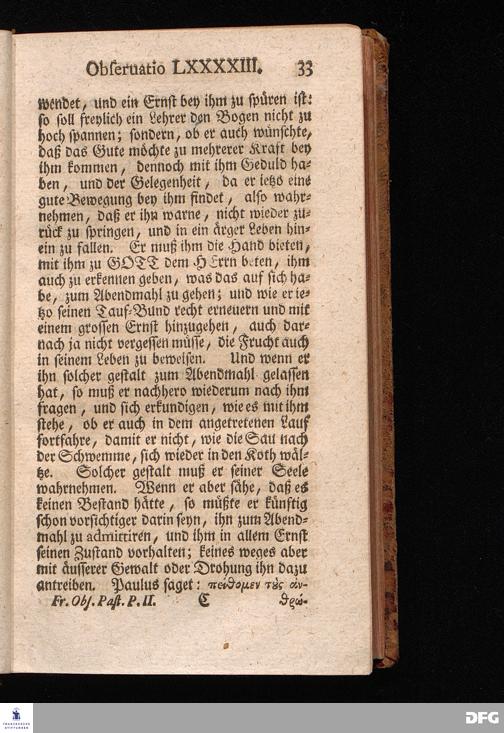 Obſeruatio LXXXXIII. 33
wendet, und ein Ernſt bey ihm zu ſpüren iſt:
ſo ſoll freylich ein Lehrer den Bogen nicht zu
hoch ſpannen; ſondern, ob er auch wünſchte,
daß das Gute möchte zu mehrerer Kraft bey
ihm kommen, dennoch mit ihm Geduld ha-
ben, und der Gelegenheit, da er ietzo eine
gute Bewegung bey ihm findet, alſo wahr-
nehmen, daß er ihn warne, nicht wieder zu-
rück zu ſpringen, und in ein ärger Leben hin-
ein zu fallen. Er muß ihm die Hand bieten,
mit ihm zu GOTT dem HErrn beten, ihm
auch zu erkennen geben, was das auf ſich ha-
be, zum Abendmahl zu gehen; und wie er ie-
tzo ſeinen Tauf-Bund recht erneuern und mit
einem groſſen Ernſt hinzugehen, auch dar-
nach ja nicht vergeſſen müſſe, die Frucht auch
in ſeinem Leben zu beweiſen. Und wenn er
ihn ſolcher geſtalt zum Abendmahl gelaſſen
hat, ſo muß er nachhero wiederum nach ihm
fragen, und ſich erkundigen, wie es mit ihm
ſtehe, ob er auch in dem angetretenen Lauf
fortfahre, damit er nicht, wie die Sau nach
der Schwemme, ſich wieder in den Koth wäl-
tze. Solcher geſtalt muß er ſeiner Seele
wahrnehmen. Wenn er aber ſähe, daß es
keinen Beſtand hätte, ſo müßte er künftig
ſchon vorſichtiger darin ſeyn, ihn zum Abend-
mahl zu admittiren, und ihm in allem Ernſt
ſeinen Zuſtand vorhalten; keines weges aber
mit äuſſerer Gewalt oder Drohung ihn dazu
antreiben. Paulus ſaget: πείθομεν τὺς ἀν-
Fr. Obſ. Paſt. P. II. C θρώ-
FRANCKESCHE
STIFTUNGEN
DFG